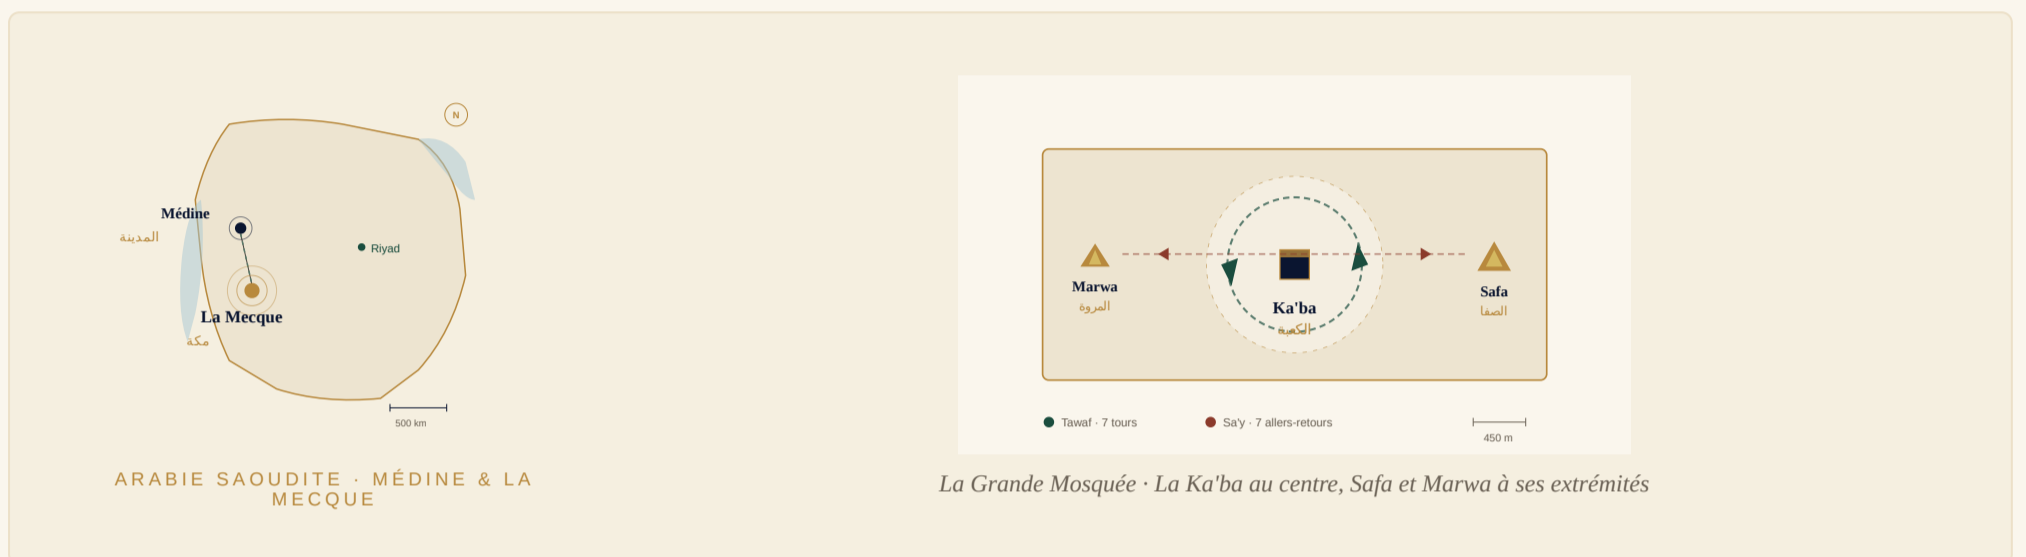 N
Médine
المدينة
Riyad
La Mecque
مكة
500 km
ARABIE SAOUDITE · MÉDINE & LA
MECQUE
Marwa
المروة
Ka'ba
الكعبة
Safa
الصفا
Tawaf · 7 tours
Sa'y · 7 allers-retours
450 m
La Grande Mosquée · La Ka'ba au centre, Safa et Marwa à ses extrémités